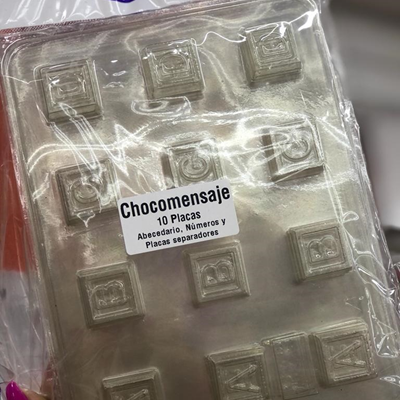 D D D
C C C
Chocomensaje
10 Placas
Abecedario, Números y
Placas separadores
B B B
A A A